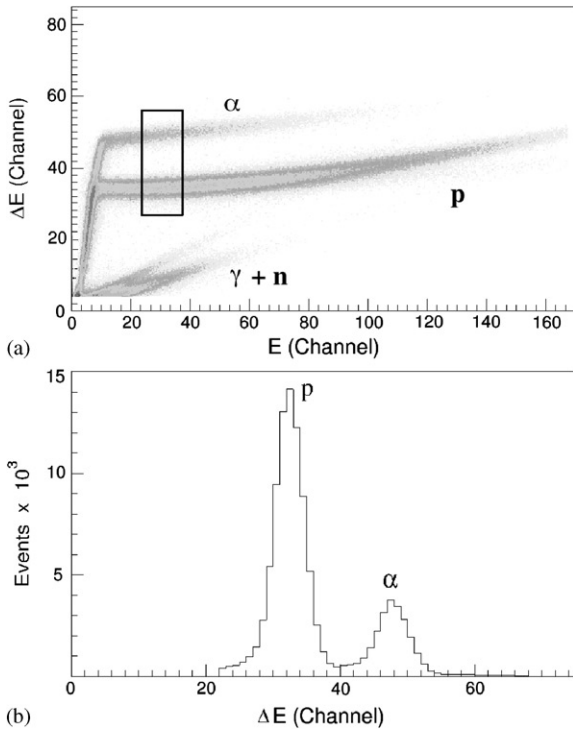 80
60
α
40
ΔE (Channel)
p
20
γ + n
0
0 20 40 60 80 100 120 140 160
(a)
E (Channel)
15
p
10
Events x 10³
α
5
0 20 40 60
(b)
ΔE (Channel)